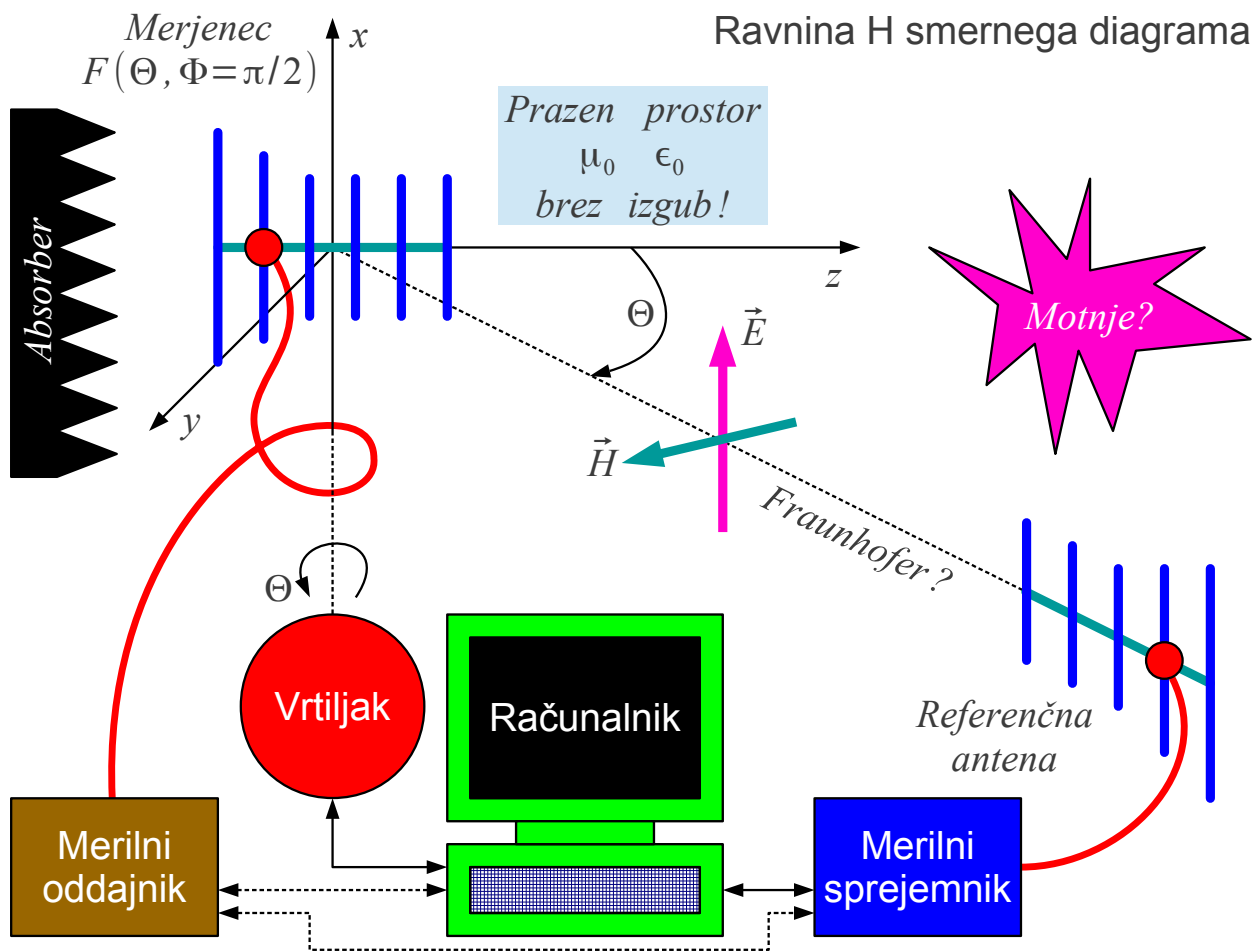 Ravnina H smernega diagrama
Merjenec
F(Θ, Φ=π/2)
x
Prazen prostor
μ₀ ϵ₀
brez izgub!
Absorber
z
Θ
E⃗
Motnje?
y
H⃗
Fraunhofer?
Θ
Vrtiljak
Računalnik
Referenčna
antena
Merilni
oddajnik
Merilni
sprejemnik